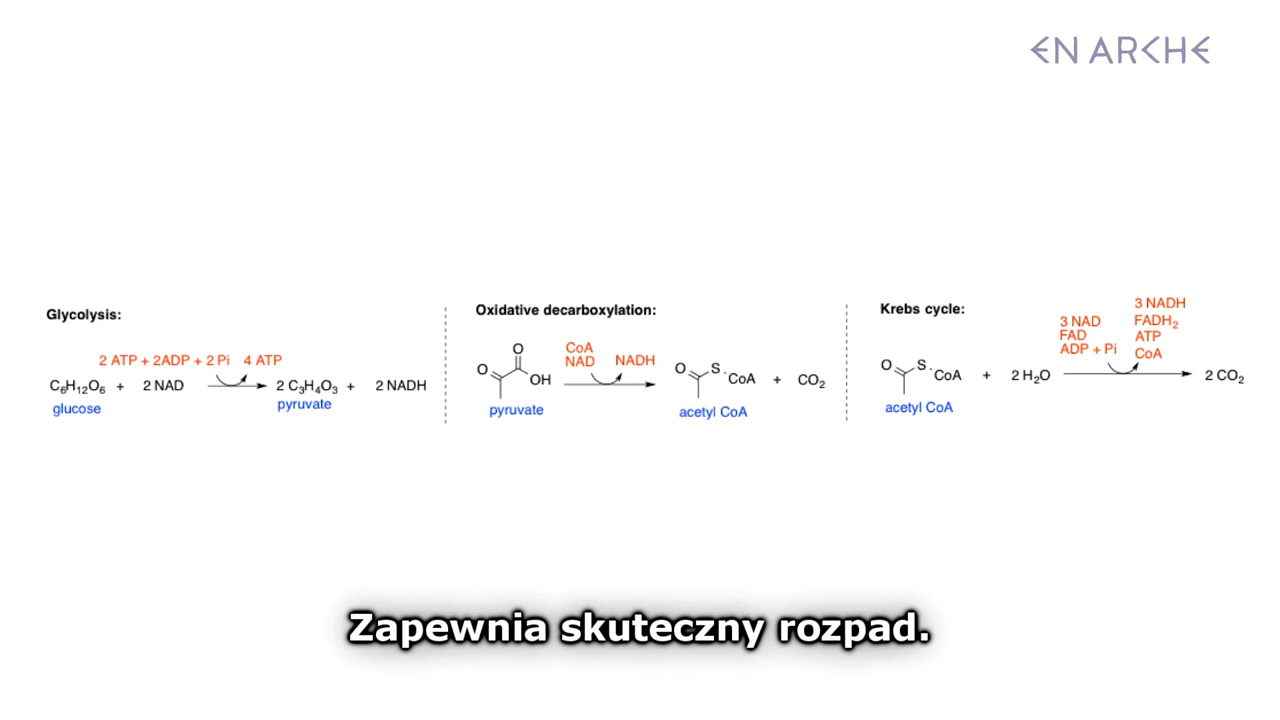 EN ARCHE
Glycolysis:
2 ATP + 2ADP + 2 Pi 4 ATP
C₆H₁₂O₆ + 2 NAD 2 C₃H₄O₃ + 2 NADH
glucose pyruvate
Oxidative decarboxylation:
O
O OH
CoA
NAD NADH
O S CoA + CO₂
pyruvate acetyl CoA
Krebs cycle:
3 NAD
FAD
ADP + Pi
3 NADH
FADH₂
ATP
CoA
O S CoA + 2 H₂O 2 CO₂
acetyl CoA
Zapewnia skuteczny rozpad.